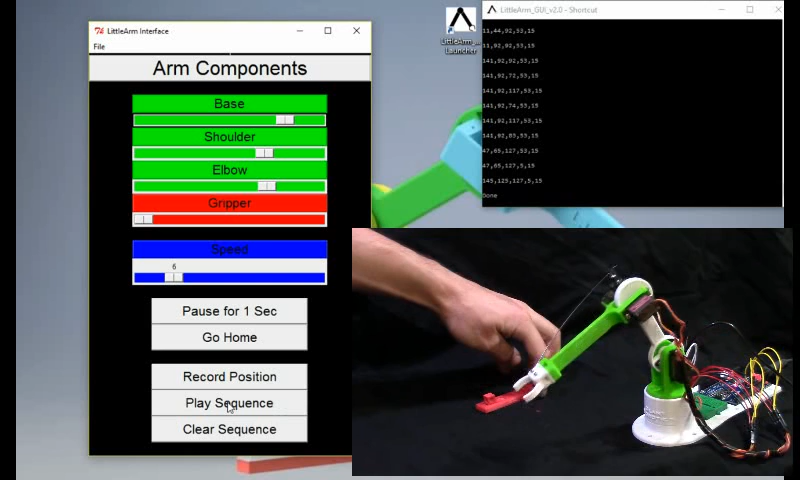 LittleArm Interface
File
Arm Components
Base
Shoulder
Elbow
Gripper
Speed
6
Pause for 1 Sec
Go Home
Record Position
Play Sequence
Clear Sequence
LittleArm_...
Launcher
LittleArm_GUI_v2.0 - Shortcut
11,44,92,53,15
11,92,92,53,15
141,92,92,53,15
141,92,72,53,15
141,92,117,53,15
141,92,74,53,15
141,92,117,53,15
141,92,83,53,15
47,65,127,53,15
47,65,127,5,15
145,125,127,5,15
Done